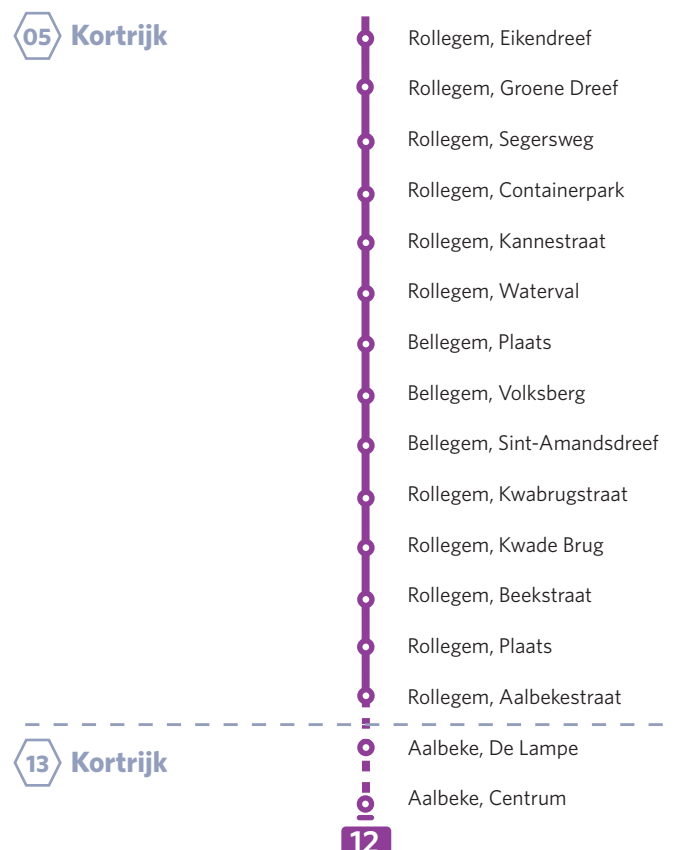 05 Kortrijk
Rollegem, Eikendreef
Rollegem, Groene Dreef
Rollegem, Segersweg
Rollegem, Containerpark
Rollegem, Kannestraat
Rollegem, Waterval
Bellegem, Plaats
Bellegem, Volksberg
Bellegem, Sint-Amandsdreef
Rollegem, Kwabrugstraat
Rollegem, Kwade Brug
Rollegem, Beekstraat
Rollegem, Plaats
Rollegem, Aalbekestraat
13 Kortrijk
Aalbeke, De Lampe
Aalbeke, Centrum
12